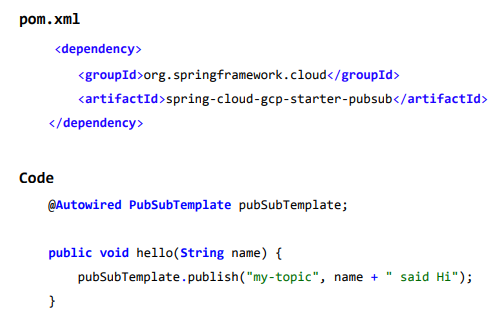 pom.xml
<dependency>
<groupId>org.springframework.cloud</groupId>
<artifactId>spring-cloud-gcp-starter-pubsub</artifactId>
</dependency>
Code
@Autowired PubSubTemplate pubSubTemplate;
public void hello(String name) {
pubSubTemplate.publish("my-topic", name + " said Hi");
}